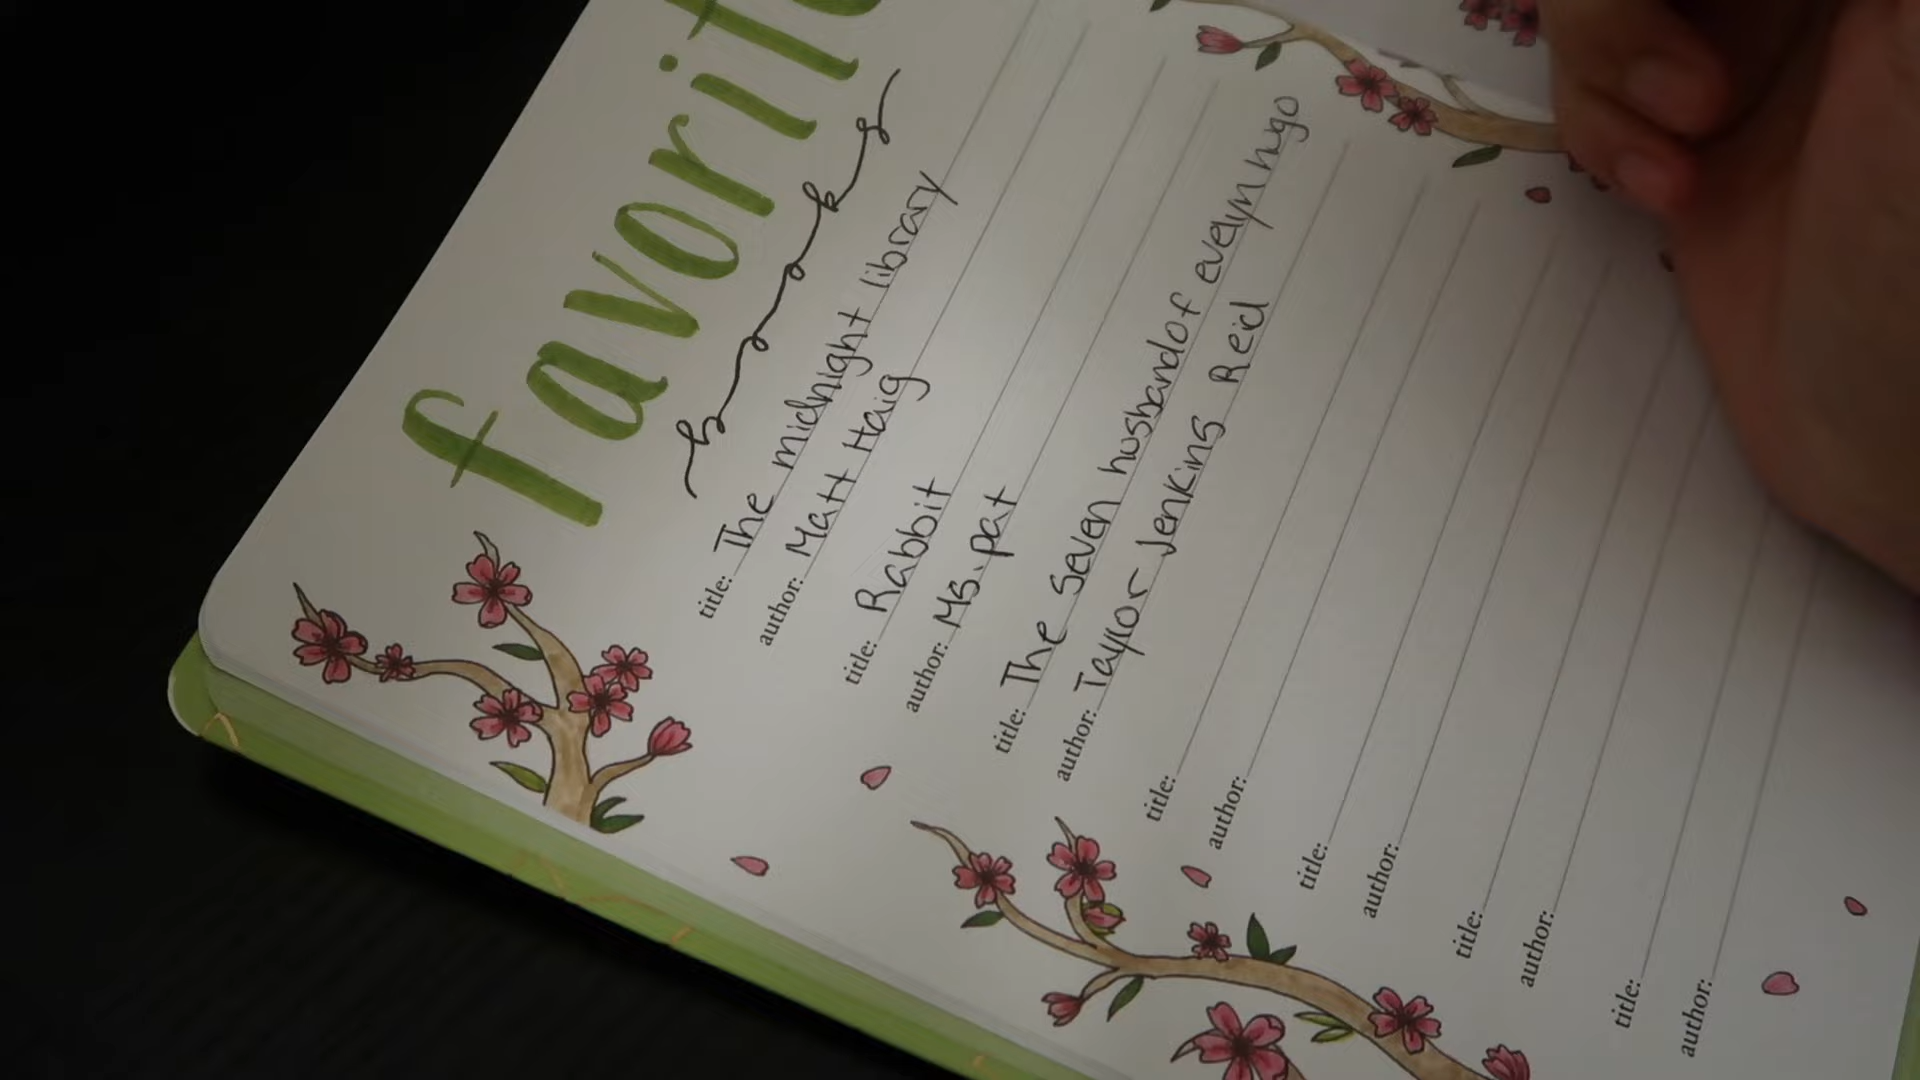 favorite
books
title: The midnight library
author: Matt Haig
title: Rabbit
author: Ms. pat
title: The seven husband of evelyn hugo
author: Taylor Jenkins Reid
title:
author:
title:
author:
title:
author:
title:
author: